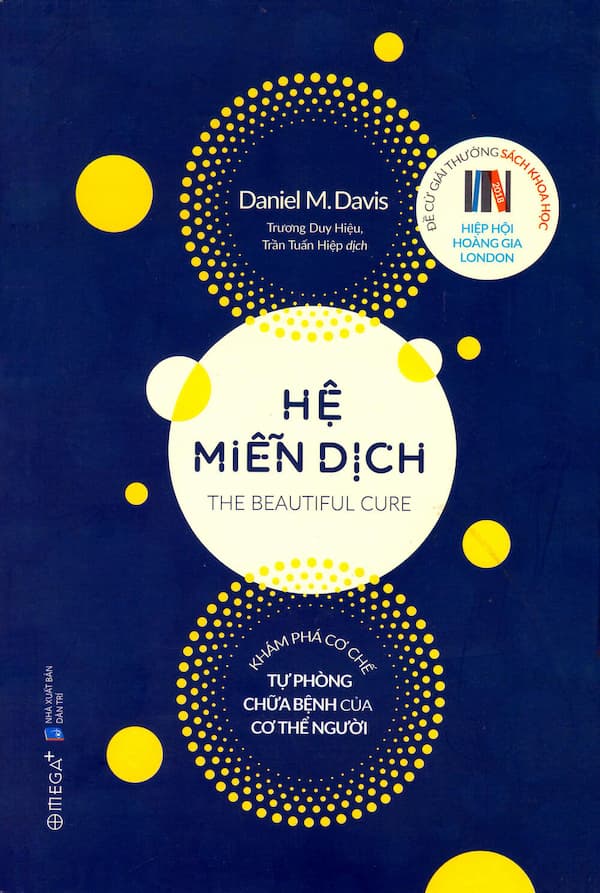 Daniel M. Davis
Trương Duy Hiệu,
Trần Tuấn Hiệp dịch
ĐỀ CỬ GIẢI THƯỞNG SÁCH KHOA HỌC
2018
HIỆP HỘI
HOÀNG GIA
LONDON
HỆ
MIỄN DỊCH
THE BEAUTIFUL CURE
KHÁM PHÁ CƠ CHẾ
TỰ PHÒNG
CHỮA BỆNH CỦA
CƠ THỂ NGƯỜI
OMEGA+
NHÀ XUẤT BẢN
DÂN TRÍ